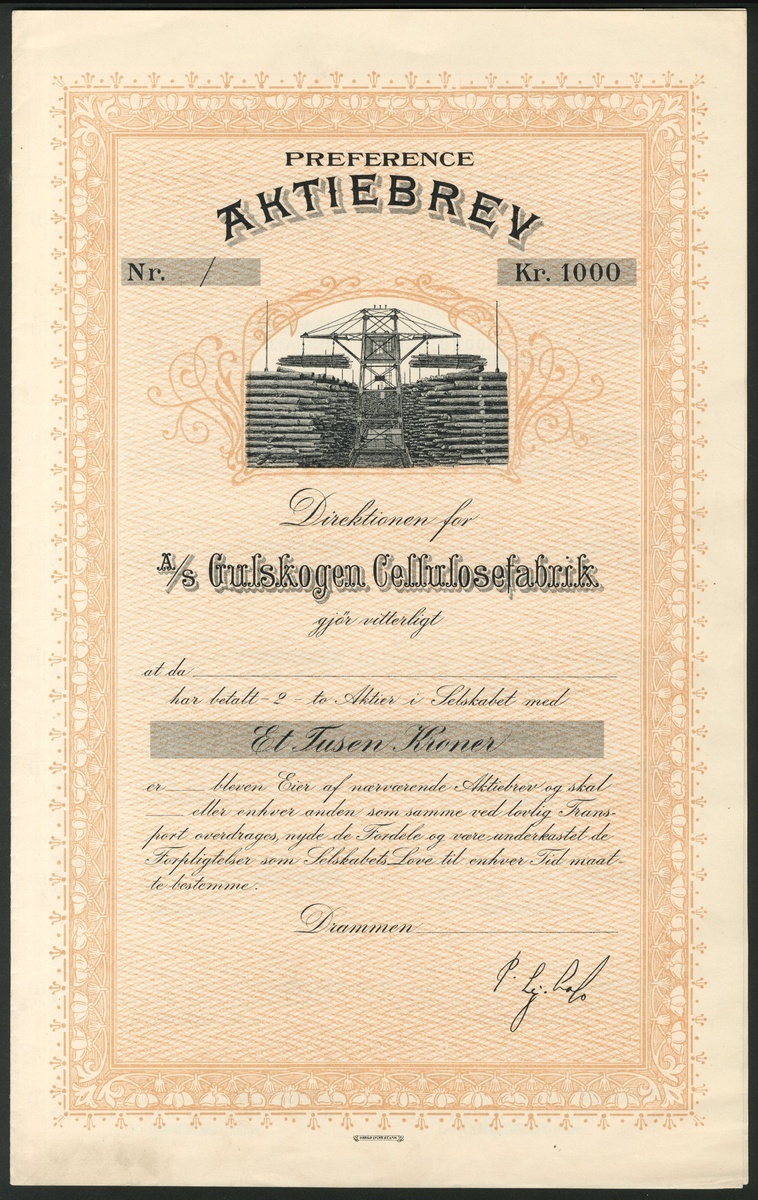 PREFERENCE
AKTIEBREV
Nr. /
Kr. 1000
Direktionen for
A/s Gulskogen Cellulosefabrik
gjör vitterligt
at da
har betalt - 2 - to Aktier i Selskabet med
Et Tusen Kroner
er bleven Eier af nærværende Aktiebrev og skal
eller enhver anden som samme ved lovlig Trans-
port overdrages, nyde de Fordele og være underkastet de
Forpligtelser som Selskabets Love til enhver Tid maat-
te bestemme.
Drammen